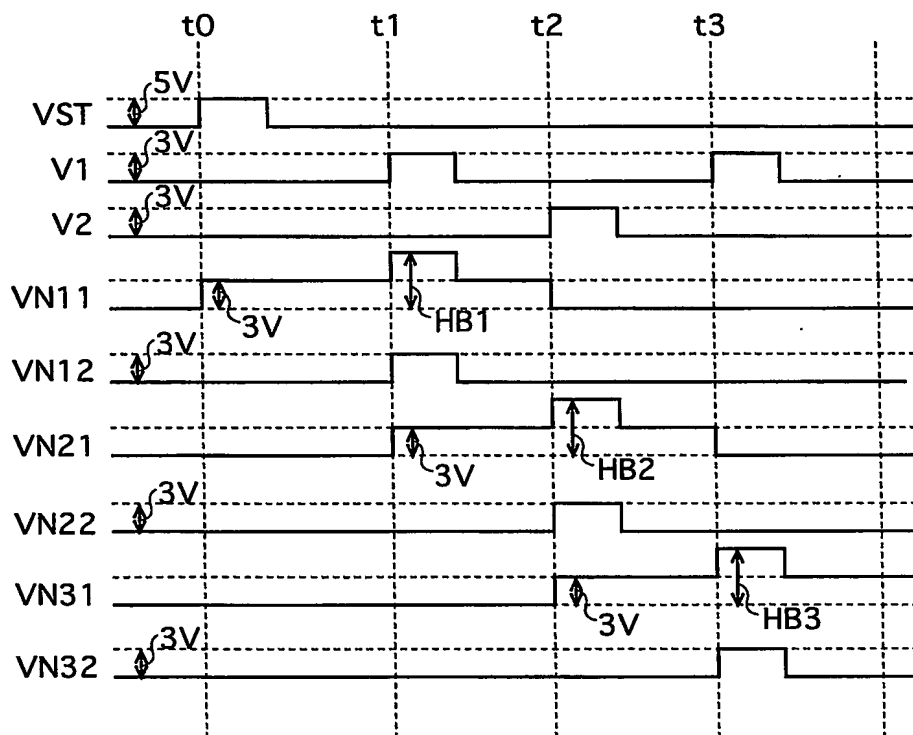 t0 t1 t2 t3
5V
VST
3V
V1
3V
V2
VN11
3V
HB1
3V
VN12
VN21
3V
HB2
3V
VN22
VN31
3V
HB3
3V
VN32